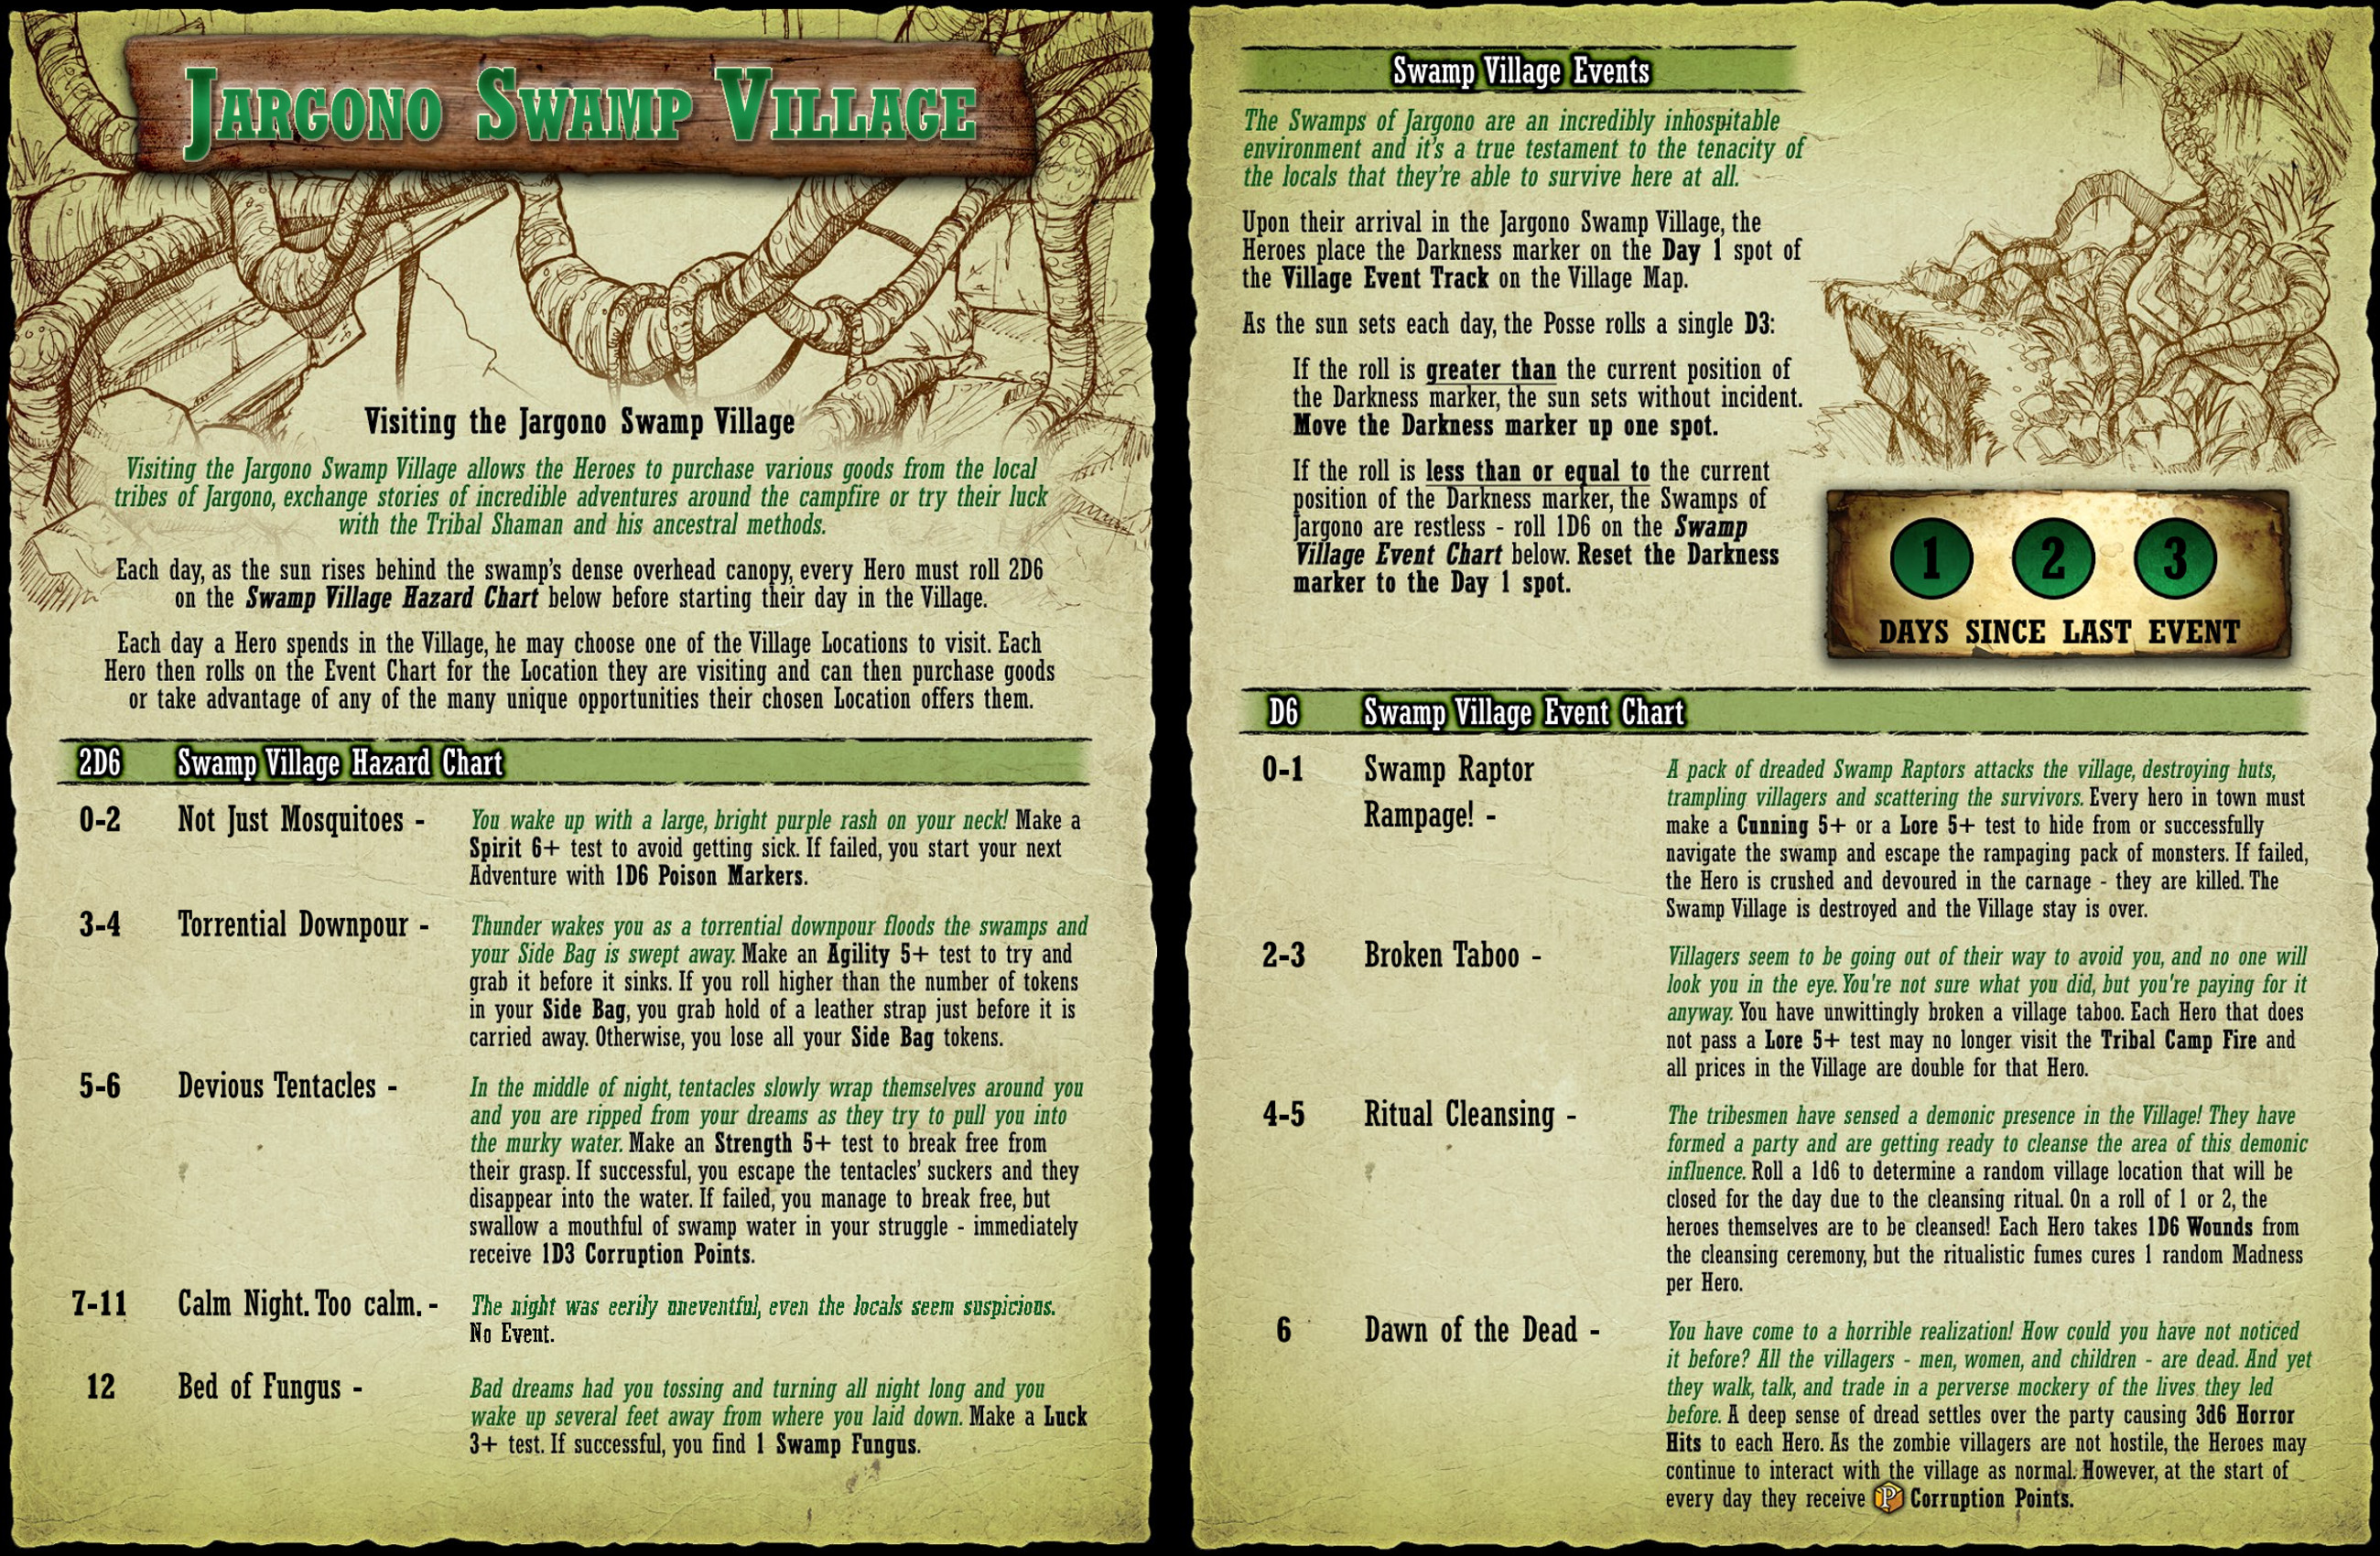 Jargono Swamp Village
Visiting the Jargono Swamp Village
Visiting the Jargono Swamp Village allows the Heroes to purchase various goods from the local
tribes of Jargono, exchange stories of incredible adventures around the campfire or try their luck
with the Tribal Shaman and his ancestral methods.
Each day, as the sun rises behind the swamp's dense overhead canopy, every Hero must roll 2D6
on the Swamp Village Hazard Chart below before starting their day in the Village.
Each day a Hero spends in the Village, he may choose one of the Village Locations to visit. Each
Hero then rolls on the Event Chart for the Location they are visiting and can then purchase goods
or take advantage of any of the many unique opportunities their chosen Location offers them.
2D6 Swamp Village Hazard Chart
0-2 Not Just Mosquitoes - You wake up with a large, bright purple rash on your neck! Make a
Spirit 6+ test to avoid getting sick. If failed, you start your next
Adventure with 1D6 Poison Markers.
3-4 Torrential Downpour - Thunder wakes you as a torrential downpour floods the swamps and
your Side Bag is swept away. Make an Agility 5+ test to try and
grab it before it sinks. If you roll higher than the number of tokens
in your Side Bag, you grab hold of a leather strap just before it is
carried away. Otherwise, you lose all your Side Bag tokens.
5-6 Devious Tentacles - In the middle of night, tentacles slowly wrap themselves around you
and you are ripped from your dreams as they try to pull you into
the murky water. Make an Strength 5+ test to break free from
their grasp. If successful, you escape the tentacles' suckers and they
disappear into the water. If failed, you manage to break free, but
swallow a mouthful of swamp water in your struggle - immediately
receive 1D3 Corruption Points.
7-11 Calm Night. Too calm. - The night was eerily uneventful, even the locals seem suspicious.
No Event.
12 Bed of Fungus - Bad dreams had you tossing and turning all night long and you
wake up several feet away from where you laid down. Make a Luck
3+ test. If successful, you find 1 Swamp Fungus.
Swamp Village Events
The Swamps of Jargono are an incredibly inhospitable
environment and it's a true testament to the tenacity of
the locals that they're able to survive here at all.
Upon their arrival in the Jargono Swamp Village, the
Heroes place the Darkness marker on the Day 1 spot of
the Village Event Track on the Village Map.
As the sun sets each day, the Posse rolls a single D3:
If the roll is greater than the current position of
the Darkness marker, the sun sets without incident.
Move the Darkness marker up one spot.
If the roll is less than or equal to the current
position of the Darkness marker, the Swamps of
Jargono are restless - roll 1D6 on the Swamp
Village Event Chart below. Reset the Darkness
marker to the Day 1 spot.
1 2 3
DAYS SINCE LAST EVENT
D6 Swamp Village Event Chart
0-1 Swamp Raptor
Rampage! -
A pack of dreaded Swamp Raptors attacks the village, destroying huts,
trampling villagers and scattering the survivors. Every hero in town must
make a Cunning 5+ or a Lore 5+ test to hide from or successfully
navigate the swamp and escape the rampaging pack of monsters. If failed,
the Hero is crushed and devoured in the carnage - they are killed. The
Swamp Village is destroyed and the Village stay is over.
2-3 Broken Taboo - Villagers seem to be going out of their way to avoid you, and no one will
look you in the eye. You're not sure what you did, but you're paying for it
anyway. You have unwittingly broken a village taboo. Each Hero that does
not pass a Lore 5+ test may no longer visit the Tribal Camp Fire and
all prices in the Village are double for that Hero.
4-5 Ritual Cleansing - The tribesmen have sensed a demonic presence in the Village! They have
formed a party and are getting ready to cleanse the area of this demonic
influence. Roll a 1d6 to determine a random village location that will be
closed for the day due to the cleansing ritual. On a roll of 1 or 2, the
heroes themselves are to be cleansed! Each Hero takes 1D6 Wounds from
the cleansing ceremony, but the ritualistic fumes cures 1 random Madness
per Hero.
6 Dawn of the Dead - You have come to a horrible realization! How could you have not noticed
it before? All the villagers - men, women, and children - are dead. And yet
they walk, talk, and trade in a perverse mockery of the lives they led
before. A deep sense of dread settles over the party causing 3d6 Horror
Hits to each Hero. As the zombie villagers are not hostile, the Heroes may
continue to interact with the village as normal. However, at the start of
every day they receive P Corruption Points.